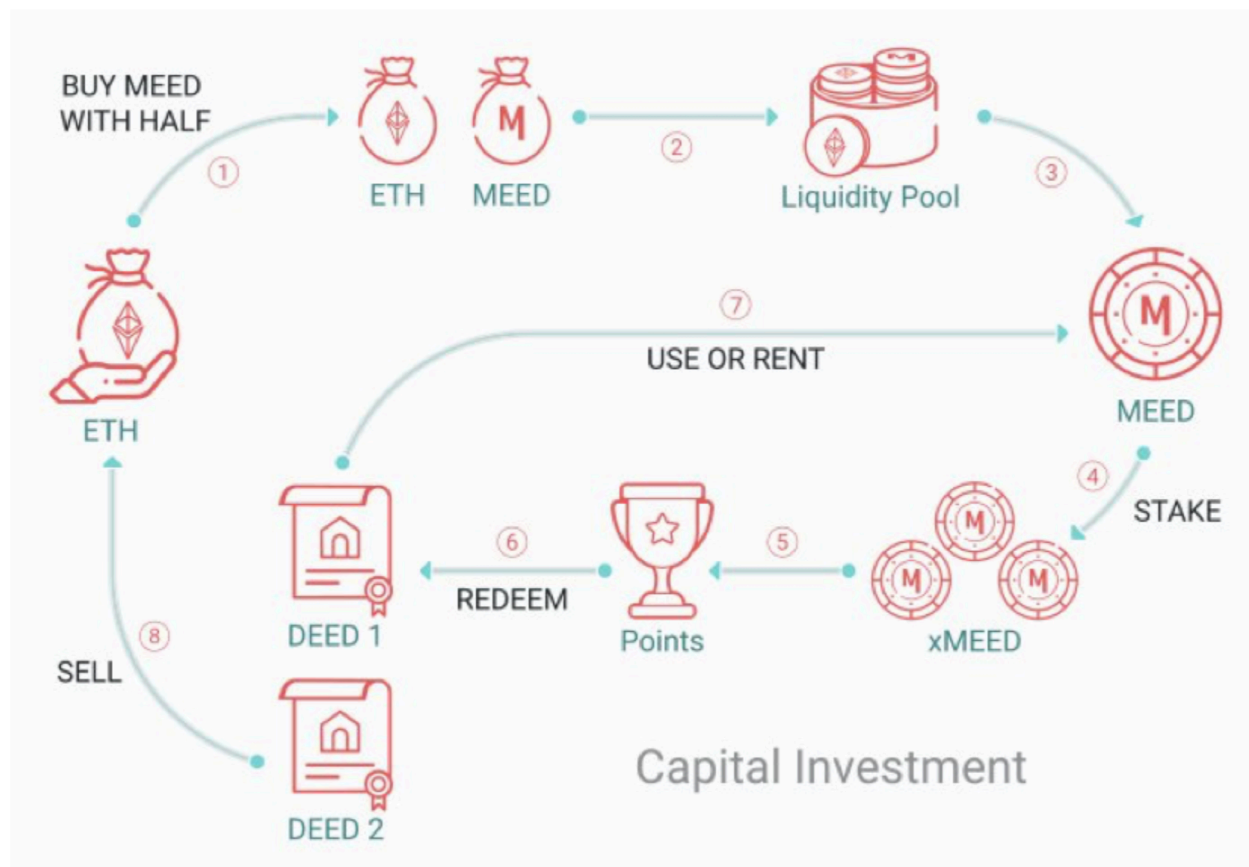 BUY MEED
WITH HALF
①
ETH
M
MEED
②
M
Liquidity Pool
③
ETH
⑦
USE OR RENT
M
MEED
④
STAKE
M
M
M
xMEED
⑤
Points
⑥
REDEEM
DEED 1
⑧
SELL
DEED 2
Capital Investment